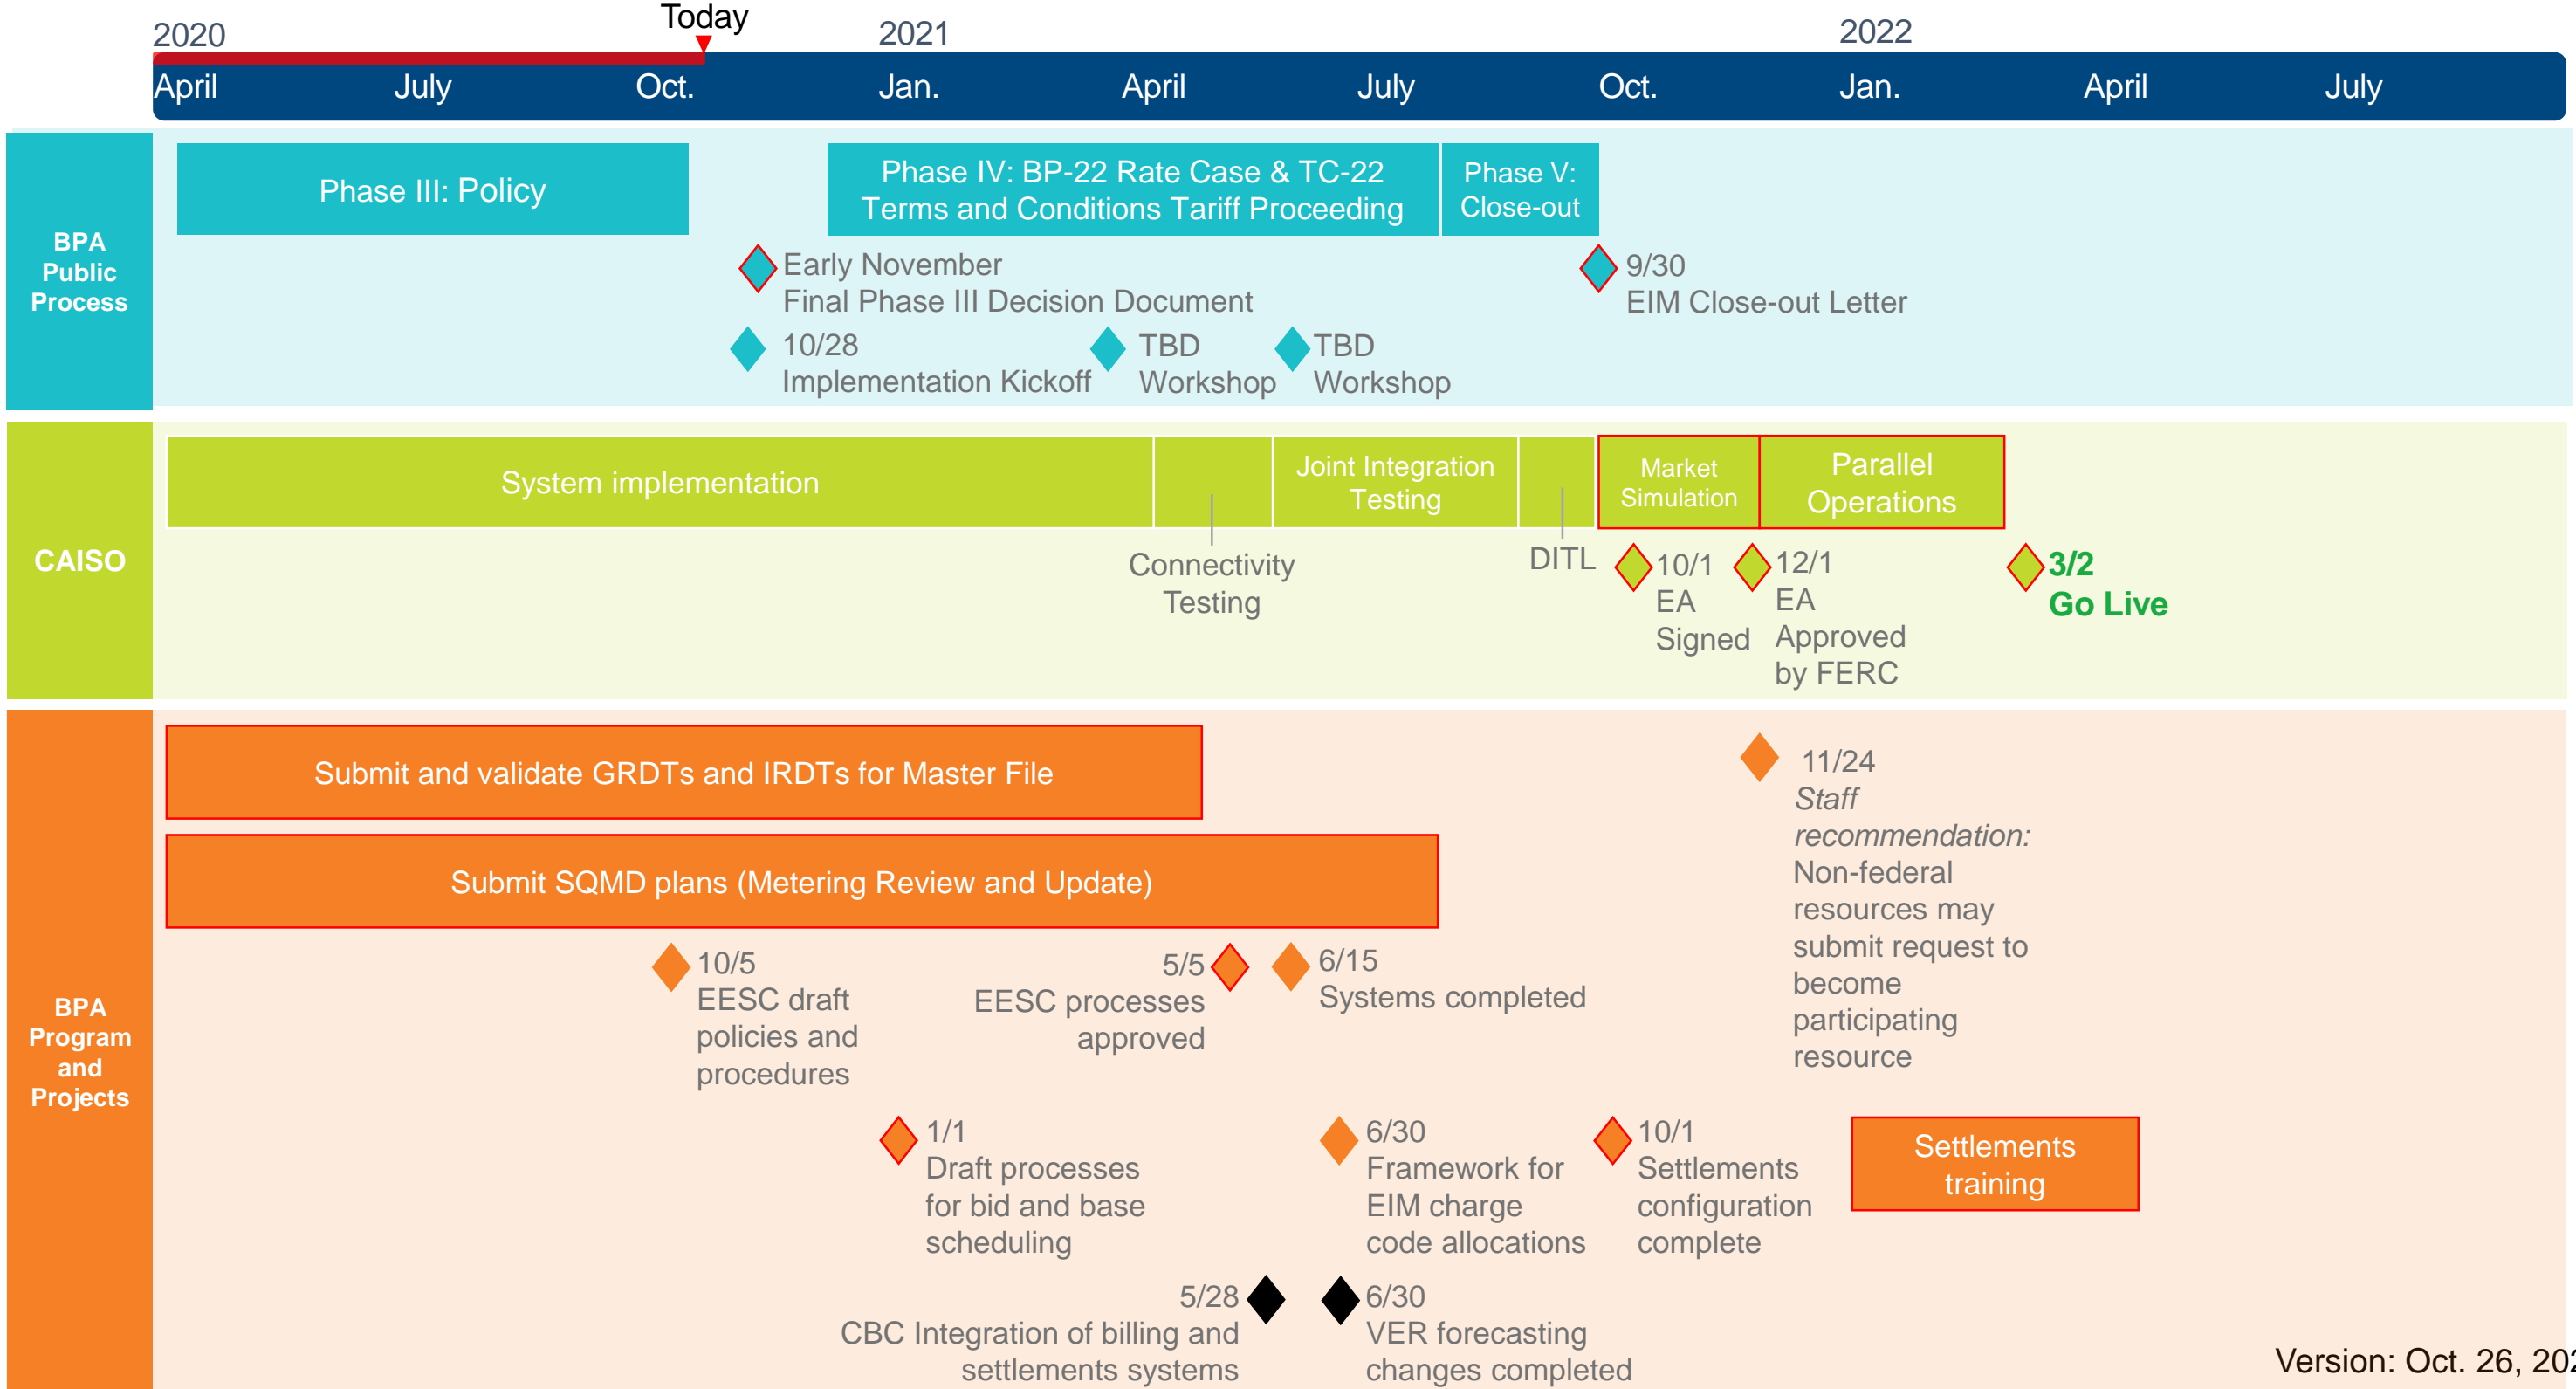 Today
2020
2021
2022
April
July
Oct.
Jan.
April
July
Oct.
Jan.
April
July
BPA
Public
Process
Phase III: Policy
Phase IV: BP-22 Rate Case & TC-22
Terms and Conditions Tariff Proceeding
Phase V:
Close-out
Early November
Final Phase III Decision Document
9/30
EIM Close-out Letter
10/28
Implementation Kickoff
TBD
Workshop
TBD
Workshop
CAISO
System implementation
Joint Integration
Testing
Market
Simulation
Parallel
Operations
Connectivity
Testing
DITL
10/1
EA
Signed
12/1
EA
Approved
by FERC
3/2
Go Live
BPA
Program
and
Projects
Submit and validate GRDTs and IRDTs for Master File
Submit SQMD plans (Metering Review and Update)
11/24
Staff
recommendation:
Non-federal
resources may
submit request to
become
participating
resource
10/5
EESC draft
policies and
procedures
5/5
EESC processes
approved
6/15
Systems completed
1/1
Draft processes
for bid and base
scheduling
6/30
Framework for
EIM charge
code allocations
10/1
Settlements
configuration
complete
Settlements
training
5/28
CBC Integration of billing and
settlements systems
6/30
VER forecasting
changes completed
Version: Oct. 26,